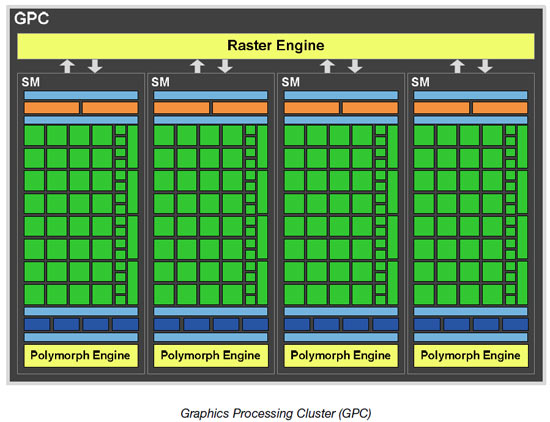 GPC
Raster Engine
SM SM SM SM
Polymorph Engine Polymorph Engine Polymorph Engine Polymorph Engine
Graphics Processing Cluster (GPC)